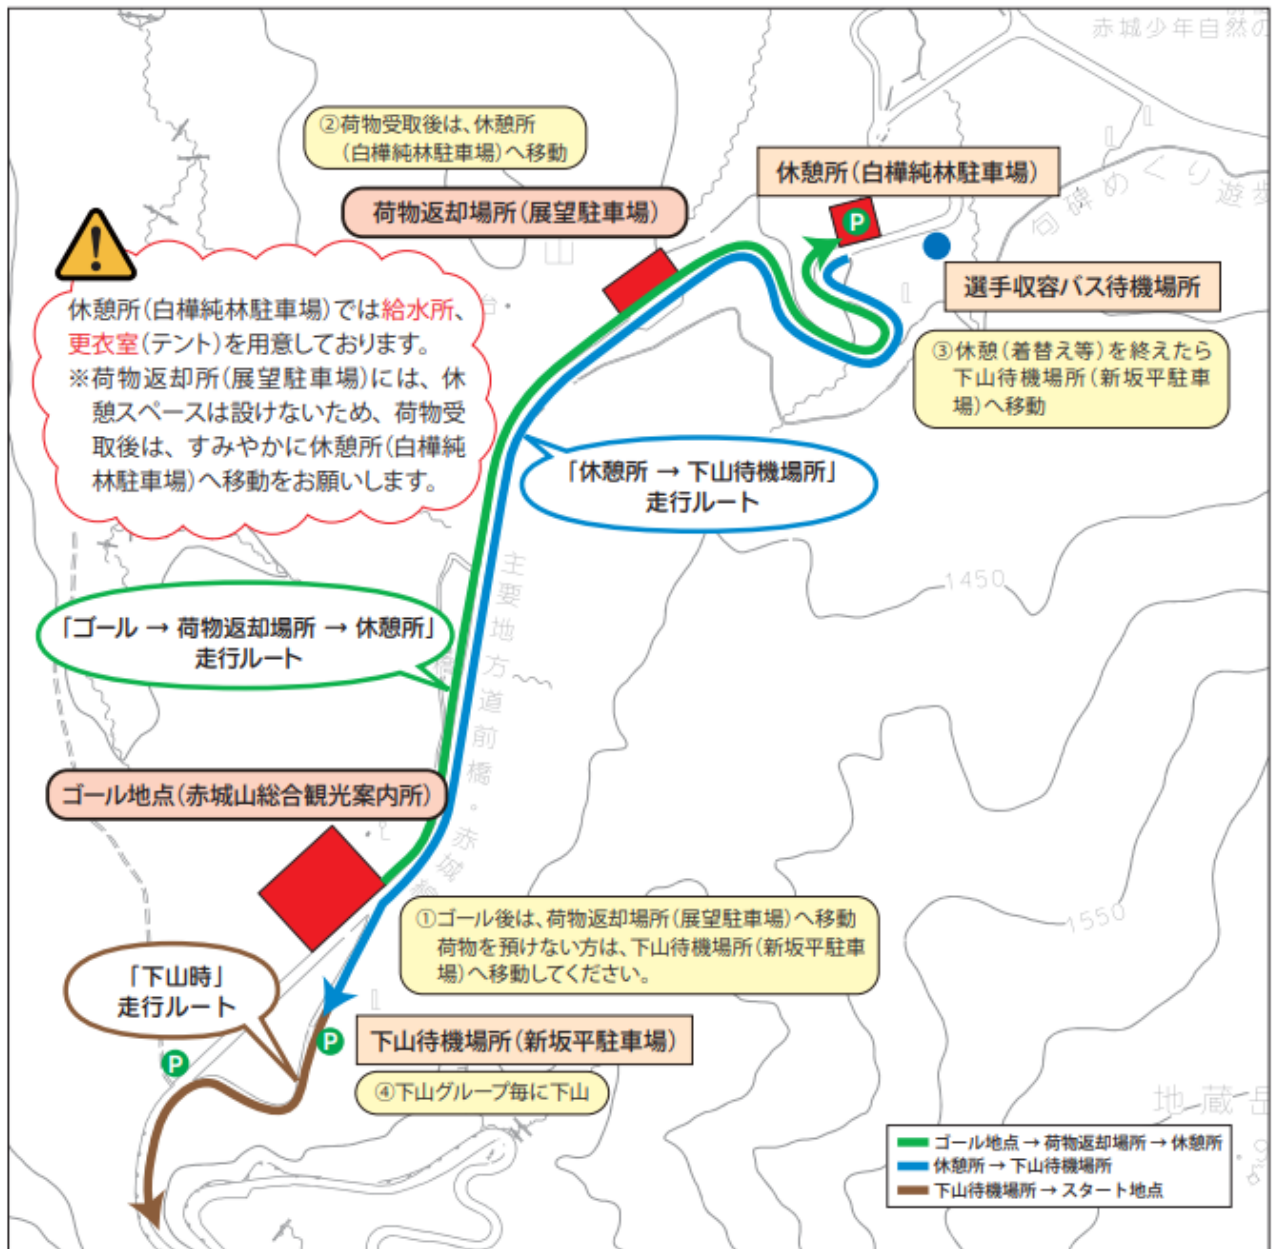 赤城少年自然の
②荷物受取後は、休憩所
(白樺純林駐車場)へ移動
休憩所(白樺純林駐車場)
荷物返却場所(展望駐車場)
P
句碑めぐり遊歩
選手収容バス待機場所
休憩所(白樺純林駐車場)では給水所、
更衣室(テント)を用意しております。
※荷物返却所(展望駐車場)には、休
憩スペースは設けないため、荷物受
取後は、すみやかに休憩所(白樺純
林駐車場)へ移動をお願いします。
③休憩(着替え等)を終えたら
下山待機場所(新坂平駐車
場)へ移動
「休憩所 → 下山待機場所」
走行ルート
主要地方道前橋・赤城線
1450
「ゴール → 荷物返却場所 → 休憩所」
走行ルート
ゴール地点(赤城山総合観光案内所)
①ゴール後は、荷物返却場所(展望駐車場)へ移動
荷物を預けない方は、下山待機場所(新坂平駐車
場)へ移動してください。
1550
「下山時」
走行ルート
P
下山待機場所(新坂平駐車場)
P
④下山グループ毎に下山
地蔵岳
ゴール地点 → 荷物返却場所 → 休憩所
休憩所 → 下山待機場所
下山待機場所 → スタート地点